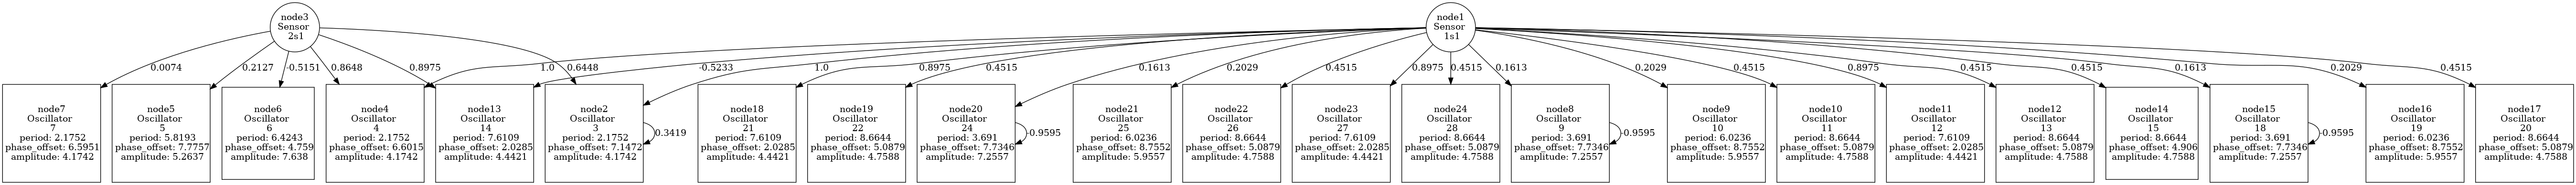 node3
Sensor
2s1
node1
Sensor
1s1
0.0074
0.2127
-0.5151
0.8648
0.8975
1.0
0.6448
-0.5233
1.0
0.8975
0.4515
0.1613
0.2029
0.4515
0.8975
0.4515
0.1613
0.2029
0.4515
0.8975
0.4515
0.4515
0.1613
0.2029
0.4515
node7
Oscillator
7
period: 2.1752
phase_offset: 6.5951
amplitude: 4.1742
node5
Oscillator
5
period: 5.8193
phase_offset: 7.7757
amplitude: 5.2637
node6
Oscillator
6
period: 6.4243
phase_offset: 4.759
amplitude: 7.638
node4
Oscillator
4
period: 2.1752
phase_offset: 6.6015
amplitude: 4.1742
node13
Oscillator
14
period: 7.6109
phase_offset: 2.0285
amplitude: 4.4421
node2
Oscillator
3
period: 2.1752
phase_offset: 7.1472
amplitude: 4.1742
0.3419
node18
Oscillator
21
period: 7.6109
phase_offset: 2.0285
amplitude: 4.4421
node19
Oscillator
22
period: 8.6644
phase_offset: 5.0879
amplitude: 4.7588
node20
Oscillator
24
period: 3.691
phase_offset: 7.7346
amplitude: 7.2557
-0.9595
node21
Oscillator
25
period: 6.0236
phase_offset: 8.7552
amplitude: 5.9557
node22
Oscillator
26
period: 8.6644
phase_offset: 5.0879
amplitude: 4.7588
node23
Oscillator
27
period: 7.6109
phase_offset: 2.0285
amplitude: 4.4421
node24
Oscillator
28
period: 8.6644
phase_offset: 5.0879
amplitude: 4.7588
node8
Oscillator
9
period: 3.691
phase_offset: 7.7346
amplitude: 7.2557
-0.9595
node9
Oscillator
10
period: 6.0236
phase_offset: 8.7552
amplitude: 5.9557
node10
Oscillator
11
period: 8.6644
phase_offset: 5.0879
amplitude: 4.7588
node11
Oscillator
12
period: 7.6109
phase_offset: 2.0285
amplitude: 4.4421
node12
Oscillator
13
period: 8.6644
phase_offset: 5.0879
amplitude: 4.7588
node14
Oscillator
15
period: 8.6644
phase_offset: 4.906
amplitude: 4.7588
node15
Oscillator
18
period: 3.691
phase_offset: 7.7346
amplitude: 7.2557
-0.9595
node16
Oscillator
19
period: 6.0236
phase_offset: 8.7552
amplitude: 5.9557
node17
Oscillator
20
period: 8.6644
phase_offset: 5.0879
amplitude: 4.7588